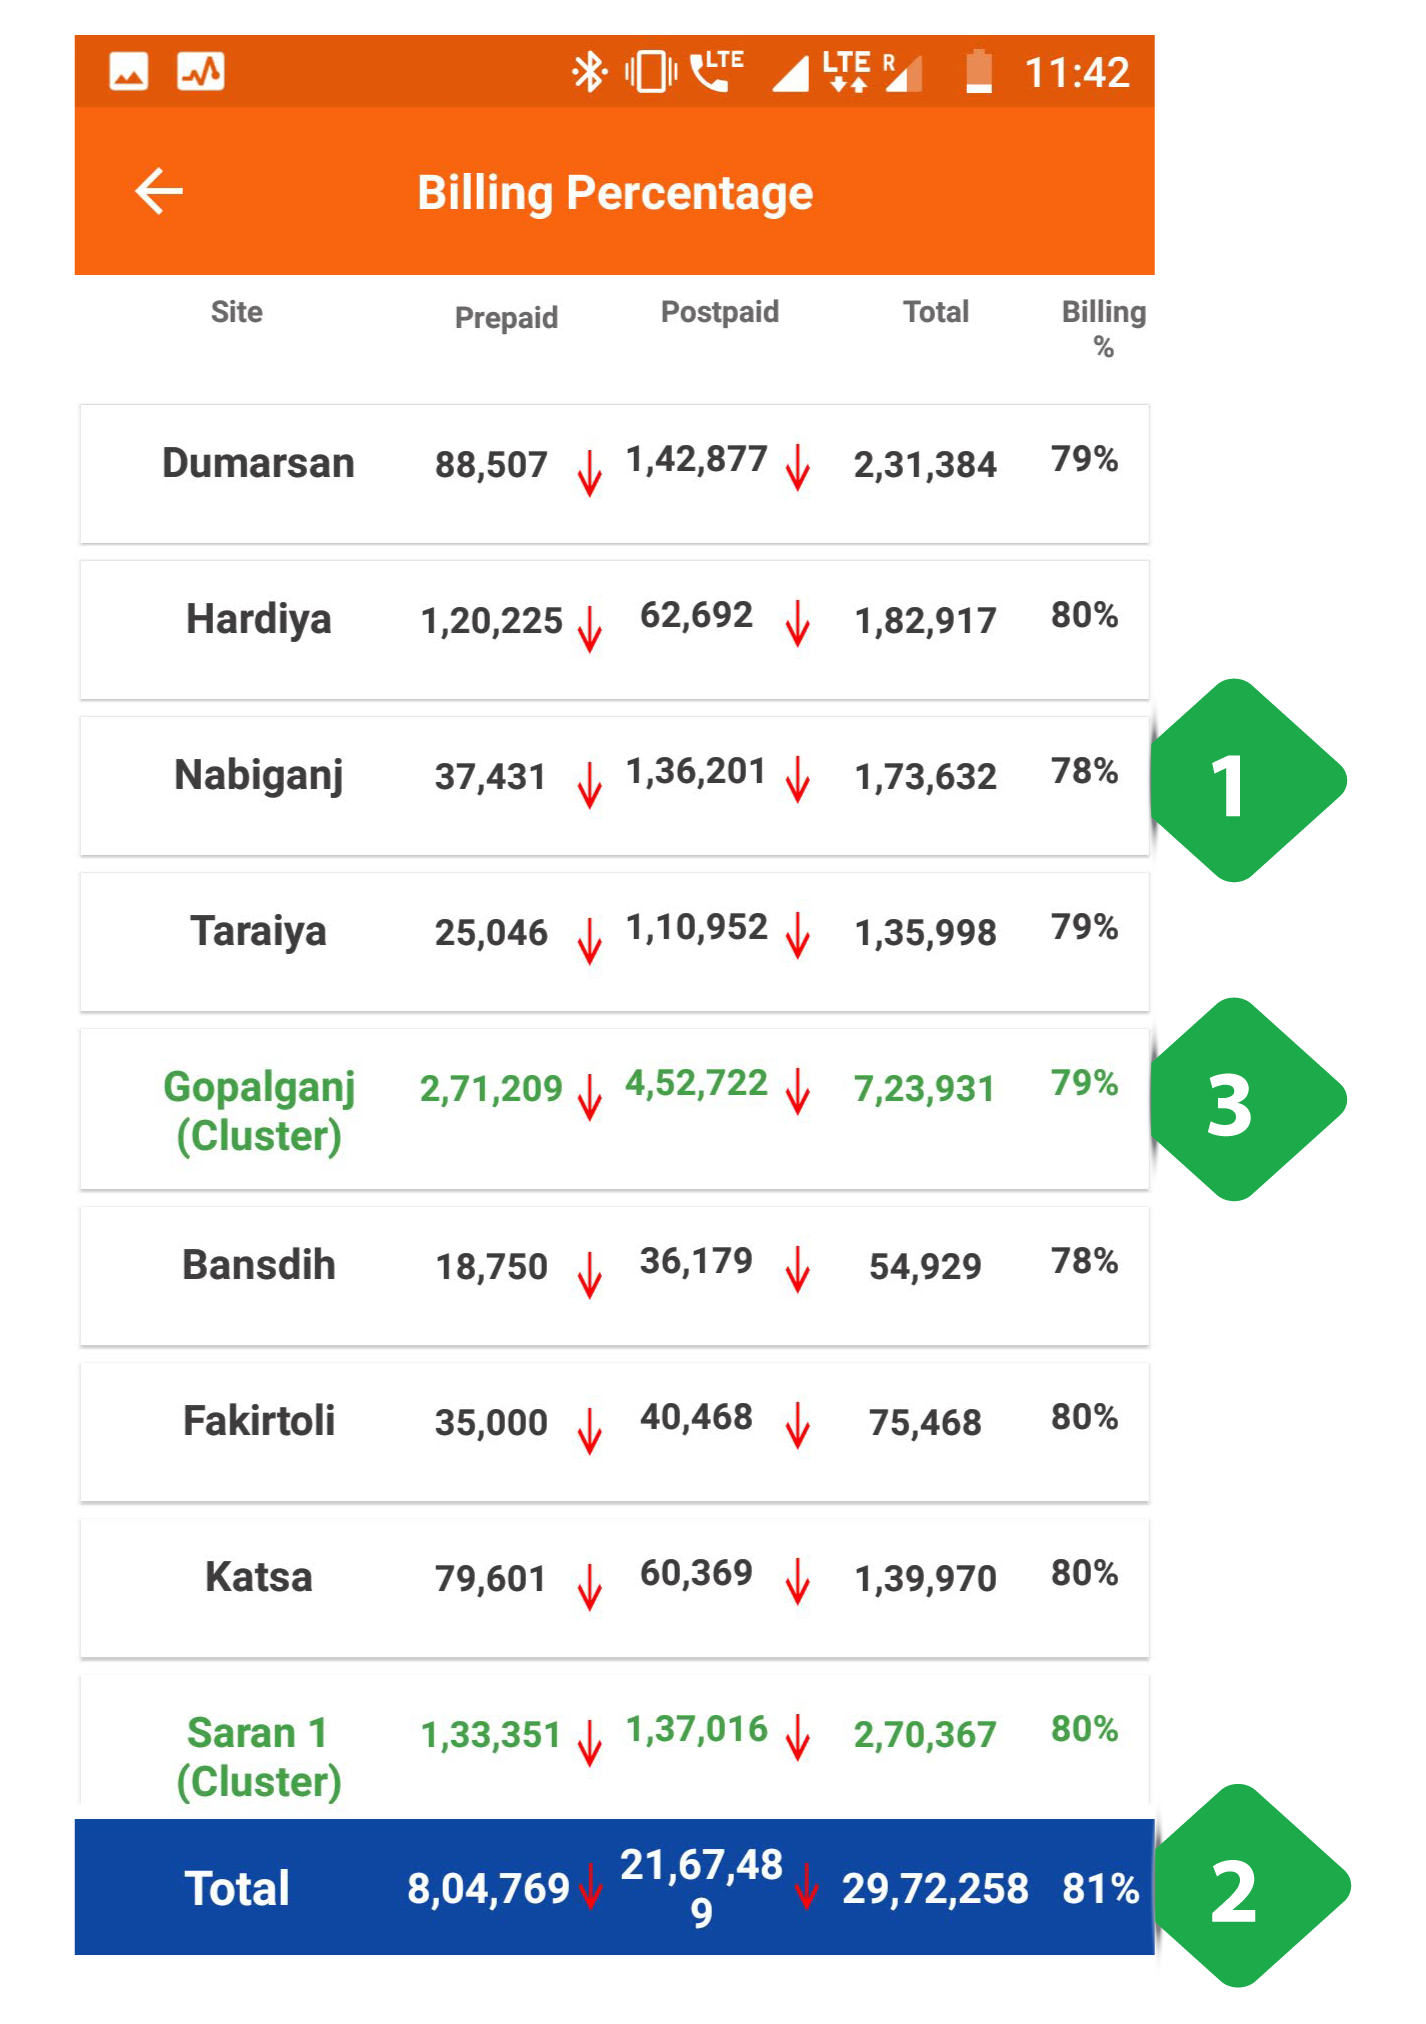 LTE LTE R 11:42
Billing Percentage
Site Prepaid Postpaid Total Billing
%
Dumarsan 88,507 1,42,877 2,31,384 79%
Hardiya 1,20,225 62,692 1,82,917 80%
Nabiganj 37,431 1,36,201 1,73,632 78%
1
Taraiya 25,046 1,10,952 1,35,998 79%
Gopalganj 2,71,209 4,52,722 7,23,931 79%
(Cluster)
3
Bansdih 18,750 36,179 54,929 78%
Fakirtoli 35,000 40,468 75,468 80%
Katsa 79,601 60,369 1,39,970 80%
Saran 1 1,33,351 1,37,016 2,70,367 80%
(Cluster)
Total 8,04,769 21,67,48 29,72,258 81%
9
2